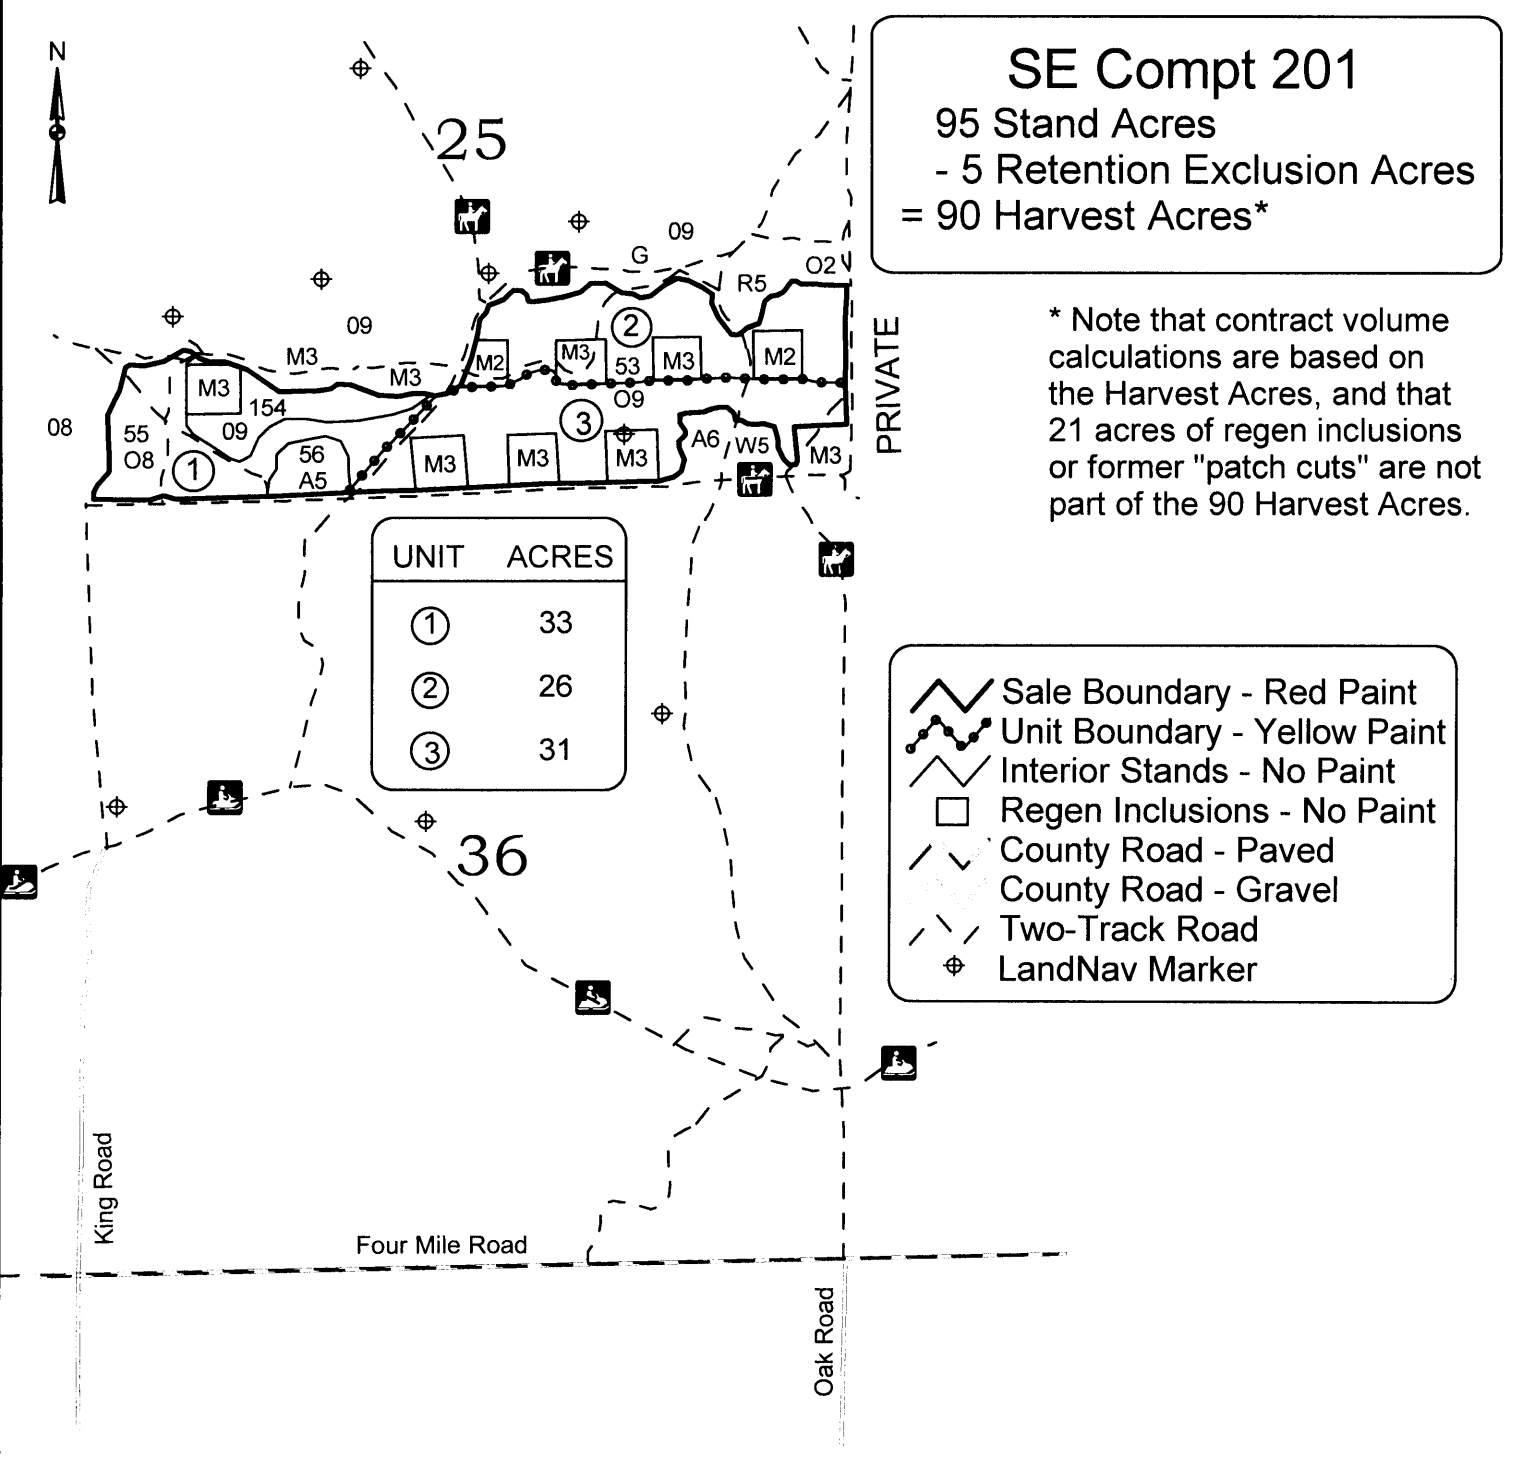 N
25
SE Compt 201
95 Stand Acres
- 5 Retention Exclusion Acres
= 90 Harvest Acres*
* Note that contract volume
calculations are based on
the Harvest Acres, and that
21 acres of regen inclusions
or former "patch cuts" are not
part of the 90 Harvest Acres.
09
G
O2
R5
PRIVATE
09
2
M3
M2
M3
53
M3
M2
M3
M3
154
O9
3
08
55
O8
09
1
56
A5
M3
M3
M3
A6
W5
M3
UNIT ACRES
1 33
2 26
3 31
Sale Boundary - Red Paint
Unit Boundary - Yellow Paint
Interior Stands - No Paint
Regen Inclusions - No Paint
County Road - Paved
County Road - Gravel
Two-Track Road
LandNav Marker
36
King Road
Four Mile Road
Oak Road